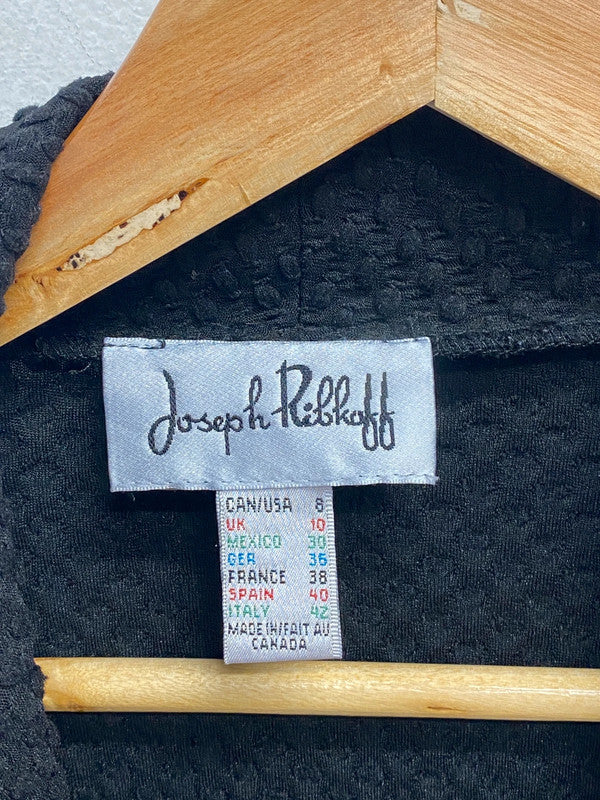 Joseph Ribkoff
CAN/USA 8
UK 10
MEXICO 30
GER 36
FRANCE 38
SPAIN 40
ITALY 42
MADE IN/FAIT AU
CANADA